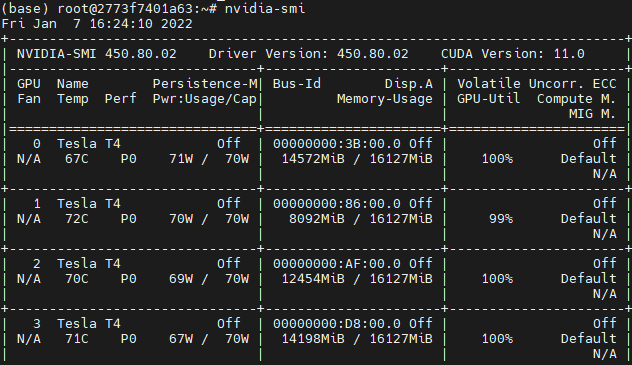 (base) root@2773f7401a63:~# nvidia-smi
Fri Jan  7 16:24:10 2022
+-----------------------------------------------------------------------------+
| NVIDIA-SMI 450.80.02    Driver Version: 450.80.02    CUDA Version: 11.0     |
|-------------------------------+----------------------+----------------------+
| GPU  Name        Persistence-M| Bus-Id        Disp.A | Volatile Uncorr. ECC |
| Fan  Temp  Perf  Pwr:Usage/Cap|         Memory-Usage | GPU-Util  Compute M. |
|                               |                      |               MIG M. |
|===============================+======================+======================|
|   0  Tesla T4            Off  | 00000000:3B:00.0 Off |                  Off |
| N/A   67C    P0    71W /  70W |  14572MiB / 16127MiB |    100%      Default |
|                               |                      |                  N/A |
+-------------------------------+----------------------+----------------------+
|   1  Tesla T4            Off  | 00000000:86:00.0 Off |                  Off |
| N/A   72C    P0    70W /  70W |   8092MiB / 16127MiB |     99%      Default |
|                               |                      |                  N/A |
+-------------------------------+----------------------+----------------------+
|   2  Tesla T4            Off  | 00000000:AF:00.0 Off |                  Off |
| N/A   70C    P0    69W /  70W |  12454MiB / 16127MiB |    100%      Default |
|                               |                      |                  N/A |
+-------------------------------+----------------------+----------------------+
|   3  Tesla T4            Off  | 00000000:D8:00.0 Off |                  Off |
| N/A   71C    P0    67W /  70W |  14198MiB / 16127MiB |    100%      Default |
|                               |                      |                  N/A |